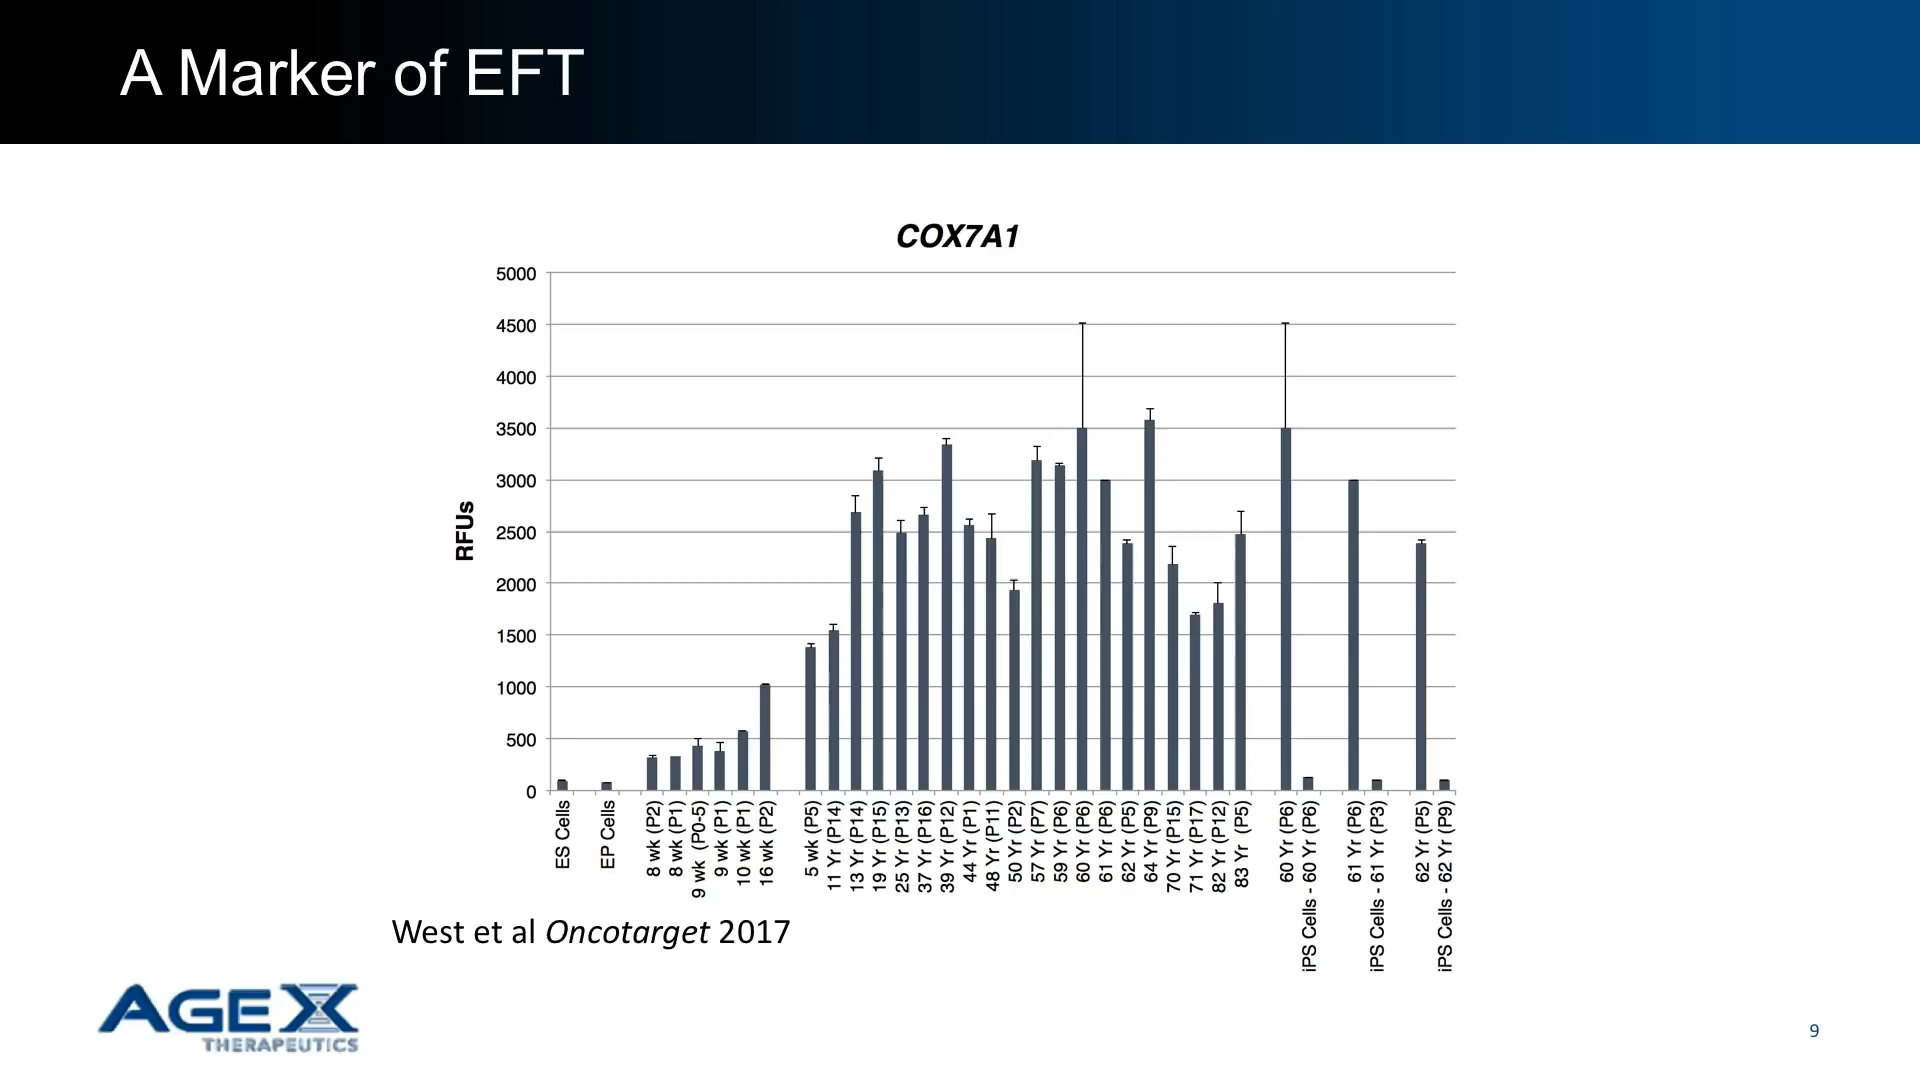 A Marker of EFT
COX7A1
5000
4500
4000
3500
3000
2500
2000
1500
1000
500
0
RFUs
ES Cells
EP Cells
8 wk (P2)
8 wk (P1)
9 wk (P0-5)
9 wk (P1)
10 wk (P1)
16 wk (P2)
5 wk (P5)
11 Yr (P14)
13 Yr (P14)
19 Yr (P15)
25 Yr (P13)
37 Yr (P16)
39 Yr (P12)
44 Yr (P1)
48 Yr (P11)
50 Yr (P2)
57 Yr (P7)
59 Yr (P6)
60 Yr (P6)
61 Yr (P6)
62 Yr (P5)
64 Yr (P9)
70 Yr (P15)
71 Yr (P17)
82 Yr (P12)
83 Yr (P5)
60 Yr (P6)
iPS Cells - 60 Yr (P6)
61 Yr (P6)
iPS Cells - 61 Yr (P3)
62 Yr (P5)
iPS Cells - 62 Yr (P9)
West et al Oncotarget 2017
AGEX
THERAPEUTICS
9